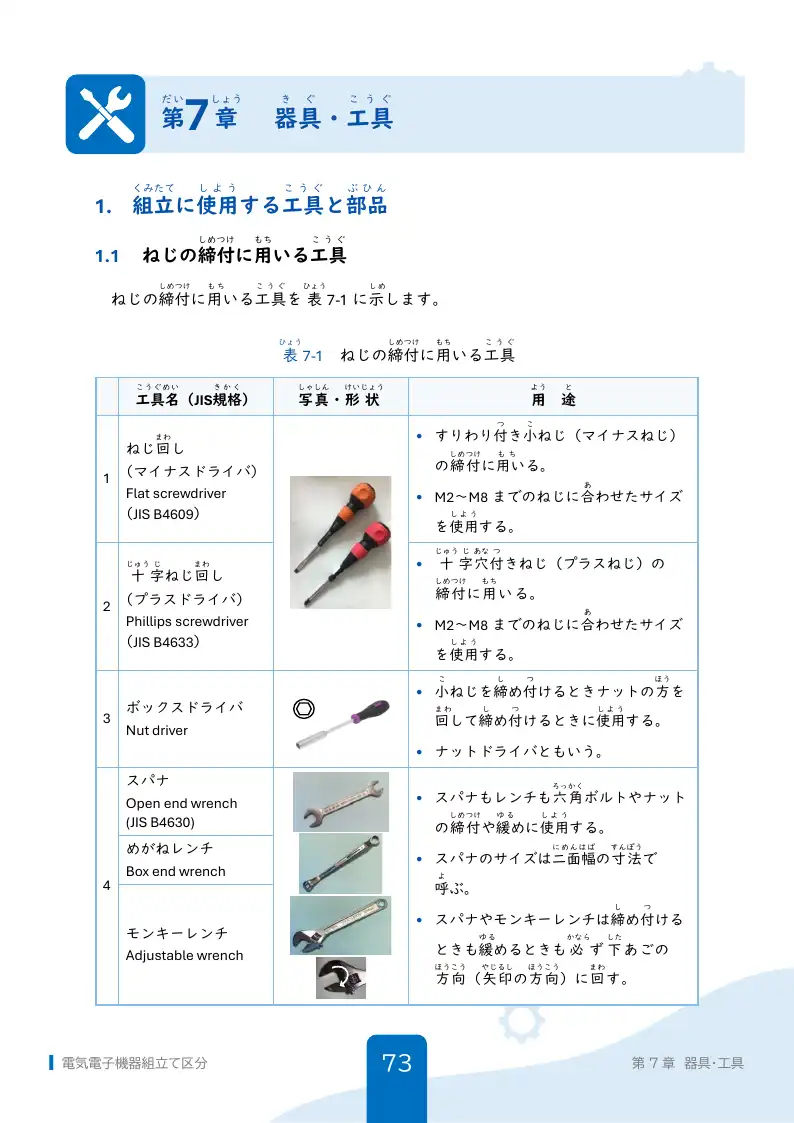 第7章　器具・工具
1.　組立に使用する工具と部品
1.1　ねじの締付に用いる工具
ねじの締付に用いる工具を表7-1に示します。
表7-1　ねじの締付に用いる工具
工具名（JIS規格）
写真・形状
用途
1
ねじ回し
（マイナスドライバ）
Flat screwdriver
（JIS B4609）
• すりわり付き小ねじ（マイナスねじ）
の締付に用いる。
• M2～M8 までのねじに合わせたサイズ
を使用する。
2
十字ねじ回し
（プラスドライバ）
Phillips screwdriver
（JIS B4633）
• 十字穴付きねじ（プラスねじ）の
締付に用いる。
• M2～M8 までのねじに合わせたサイズ
を使用する。
3
ボックスドライバ
Nut driver
• 小ねじを締め付けるときナットの方を
回して締め付けるときに使用する。
• ナットドライバともいう。
4
スパナ
Open end wrench
(JIS B4630)
めがねレンチ
Box end wrench
モンキーレンチ
Adjustable wrench
• スパナもレンチも六角ボルトやナット
の締付や緩めに使用する。
• スパナのサイズは二面幅の寸法で
呼ぶ。
• スパナやモンキーレンチは締め付ける
ときも緩めるときも必ず下あごの
方向（矢印の方向）に回す。
電気電子機器組立て区分
73
第 7 章 器具・工具